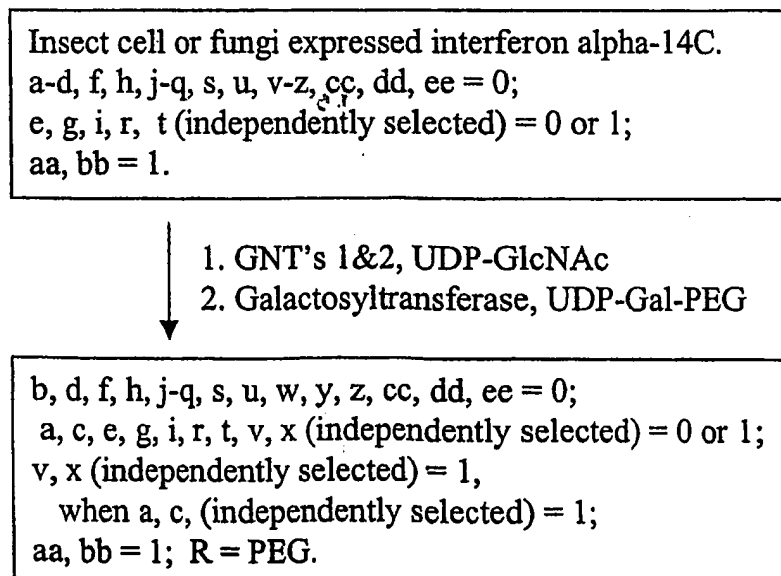 Insect cell or fungi expressed interferon alpha-14C.
a-d, f, h, j-q, s, u, v-z, cc, dd, ee = 0;
e, g, i, r, t (independently selected) = 0 or 1;
aa, bb = 1.
1. GNT's 1&2, UDP-GlcNAc
2. Galactosyltransferase, UDP-Gal-PEG
b, d, f, h, j-q, s, u, w, y, z, cc, dd, ee = 0;
a, c, e, g, i, r, t, v, x (independently selected) = 0 or 1;
v, x (independently selected) = 1,
when a, c, (independently selected) = 1;
aa, bb = 1; R = PEG.